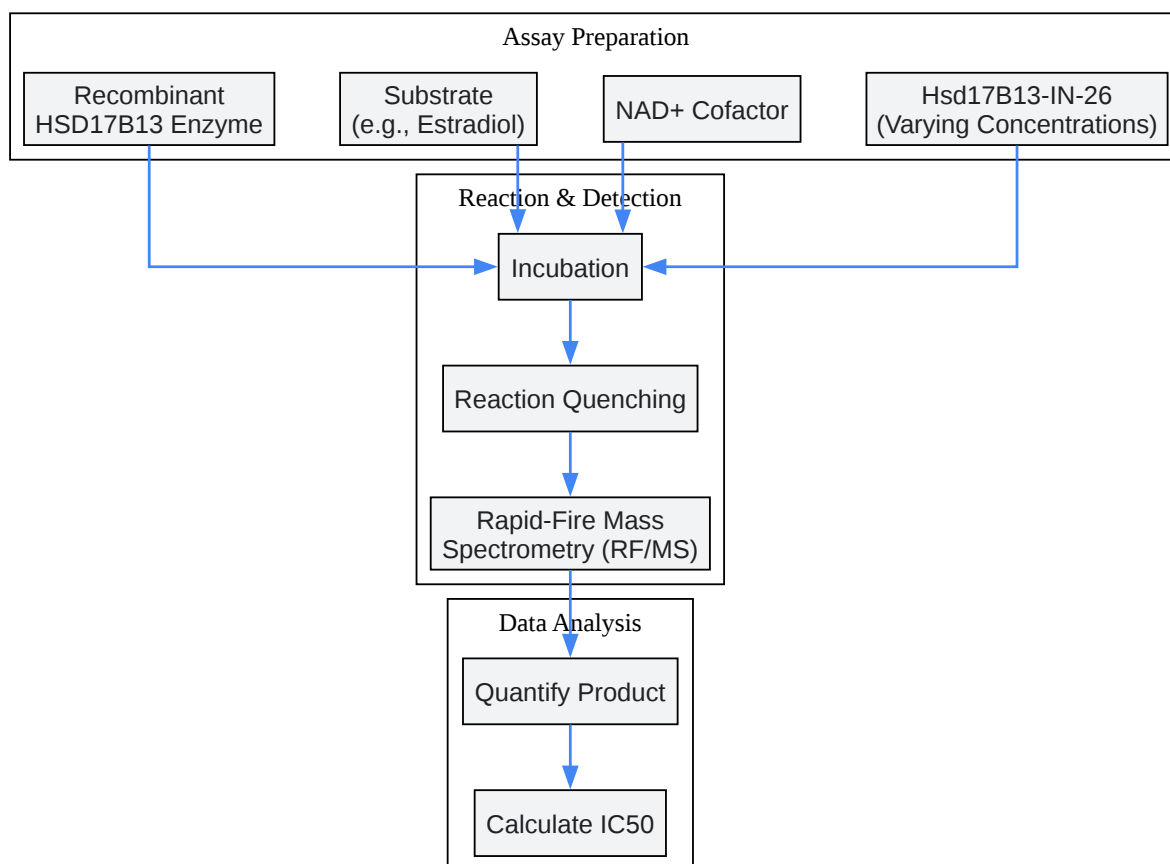 Assay Preparation
Recombinant
HSD17B13 Enzyme
Substrate
(e.g., Estradiol)
NAD+ Cofactor
Hsd17B13-IN-26
(Varying Concentrations)
Reaction & Detection
Incubation
Reaction Quenching
Rapid-Fire Mass
Spectrometry (RF/MS)
Data Analysis
Quantify Product
Calculate IC50